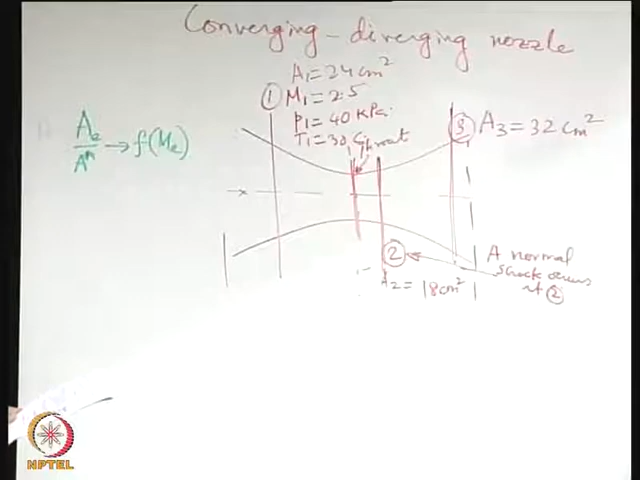 Converging - diverging nozzle
A₁ = 24 cm²
① M₁ = 2.5
P₁ = 40 KPa
T₁ = 30
throat
③ A₃ = 32 cm²
Aₑ/A* → f(Mₑ)
②
A₂ = 18 cm²
A normal
shock occurs
at ②
NPTEL